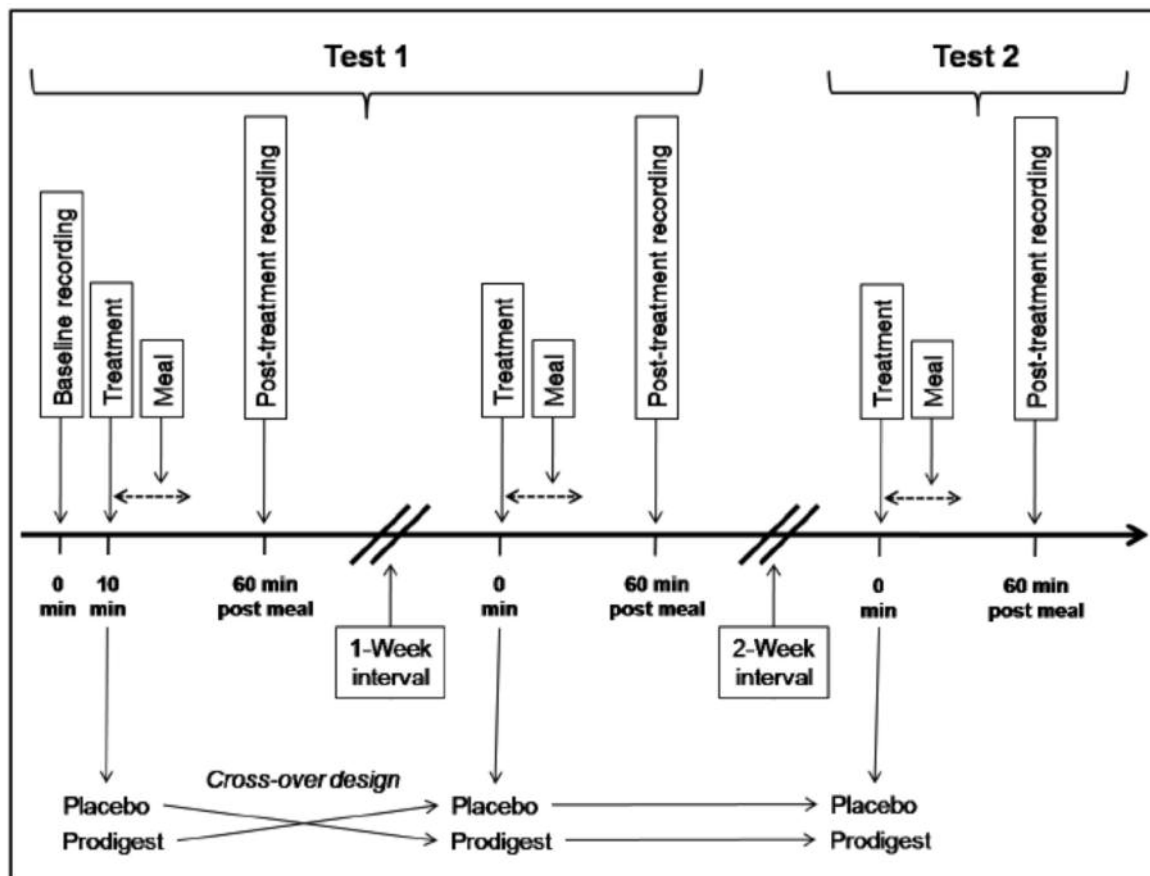 Test 1
Test 2
Baseline recording
Treatment
Meal
Post-treatment recording
Treatment
Meal
Post-treatment recording
Treatment
Meal
Post-treatment recording
0
min
10
min
60 min
post meal
0
min
60 min
post meal
0
min
60 min
post meal
1-Week
interval
2-Week
interval
Cross-over design
Placebo
Prodigest
Placebo
Prodigest
Placebo
Prodigest